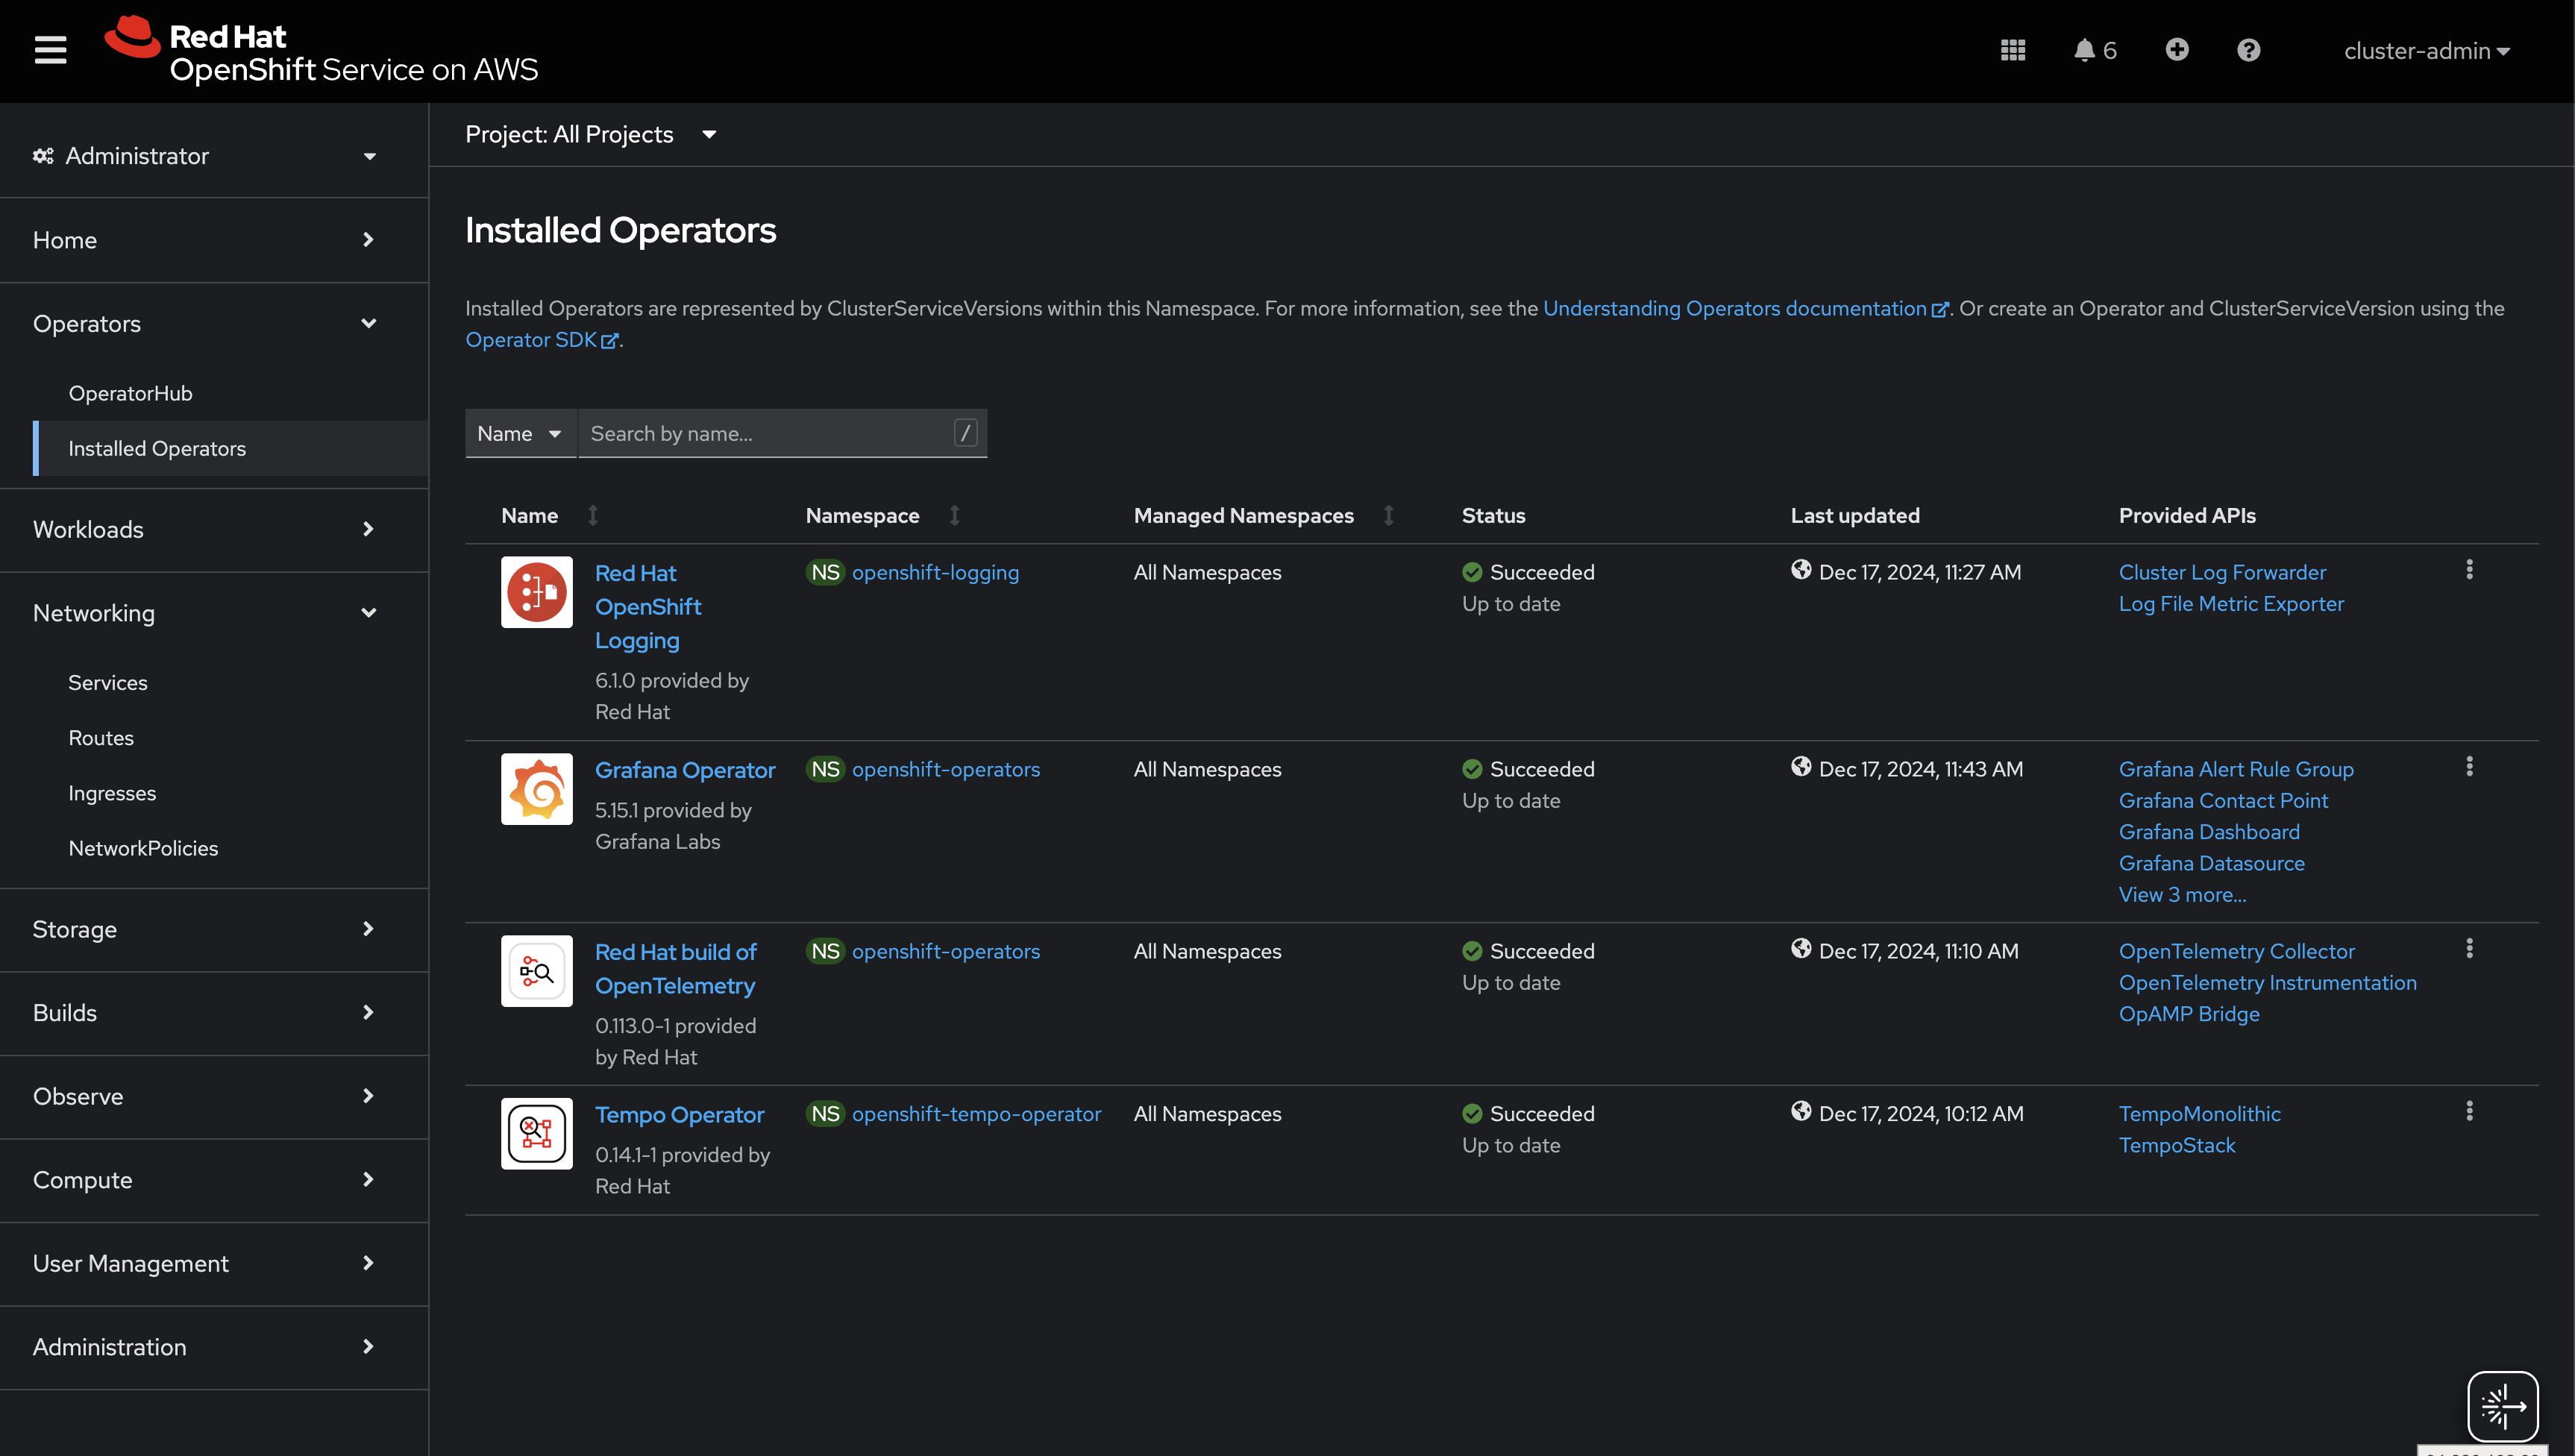 Red Hat
OpenShift Service on AWS
6
cluster-admin
Administrator
Home
Operators
OperatorHub
Installed Operators
Workloads
Networking
Services
Routes
Ingresses
NetworkPolicies
Storage
Builds
Observe
Compute
User Management
Administration
Project: All Projects
Installed Operators
Installed Operators are represented by ClusterServiceVersions within this Namespace. For more information, see the Understanding Operators documentation. Or create an Operator and ClusterServiceVersion using the
Operator SDK.
Name Search by name... /
Name Namespace Managed Namespaces Status Last updated Provided APIs
Red Hat
OpenShift
Logging
6.1.0 provided by
Red Hat
NS openshift-logging
All Namespaces
Succeeded
Up to date
Dec 17, 2024, 11:27 AM
Cluster Log Forwarder
Log File Metric Exporter
Grafana Operator
5.15.1 provided by
Grafana Labs
NS openshift-operators
All Namespaces
Succeeded
Up to date
Dec 17, 2024, 11:43 AM
Grafana Alert Rule Group
Grafana Contact Point
Grafana Dashboard
Grafana Datasource
View 3 more...
Red Hat build of
OpenTelemetry
0.113.0-1 provided
by Red Hat
NS openshift-operators
All Namespaces
Succeeded
Up to date
Dec 17, 2024, 11:10 AM
OpenTelemetry Collector
OpenTelemetry Instrumentation
OpAMP Bridge
Tempo Operator
0.14.1-1 provided by
Red Hat
NS openshift-tempo-operator
All Namespaces
Succeeded
Up to date
Dec 17, 2024, 10:12 AM
TempoMonolithic
TempoStack